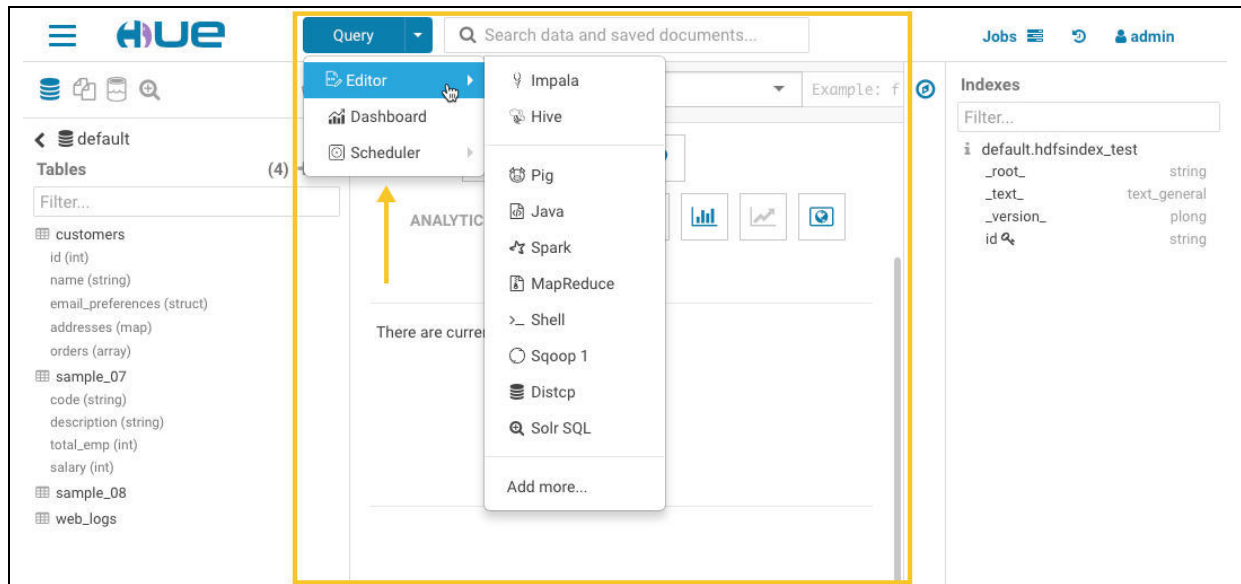 HUE
Query
Search data and saved documents...
Jobs
admin
default
Tables (4)
Filter...
customers
id (int)
name (string)
email_preferences (struct)
addresses (map)
orders (array)
sample_07
code (string)
description (string)
total_emp (int)
salary (int)
sample_08
web_logs
Editor
Dashboard
Scheduler
Impala
Hive
Pig
Java
Spark
MapReduce
>_ Shell
Sqoop 1
Distcp
Solr SQL
Add more...
Example: f
ANALYTIC
There are curre
Indexes
Filter...
default.hdfsindex_test
_root_ string
_text_ text_general
_version_ plong
id string